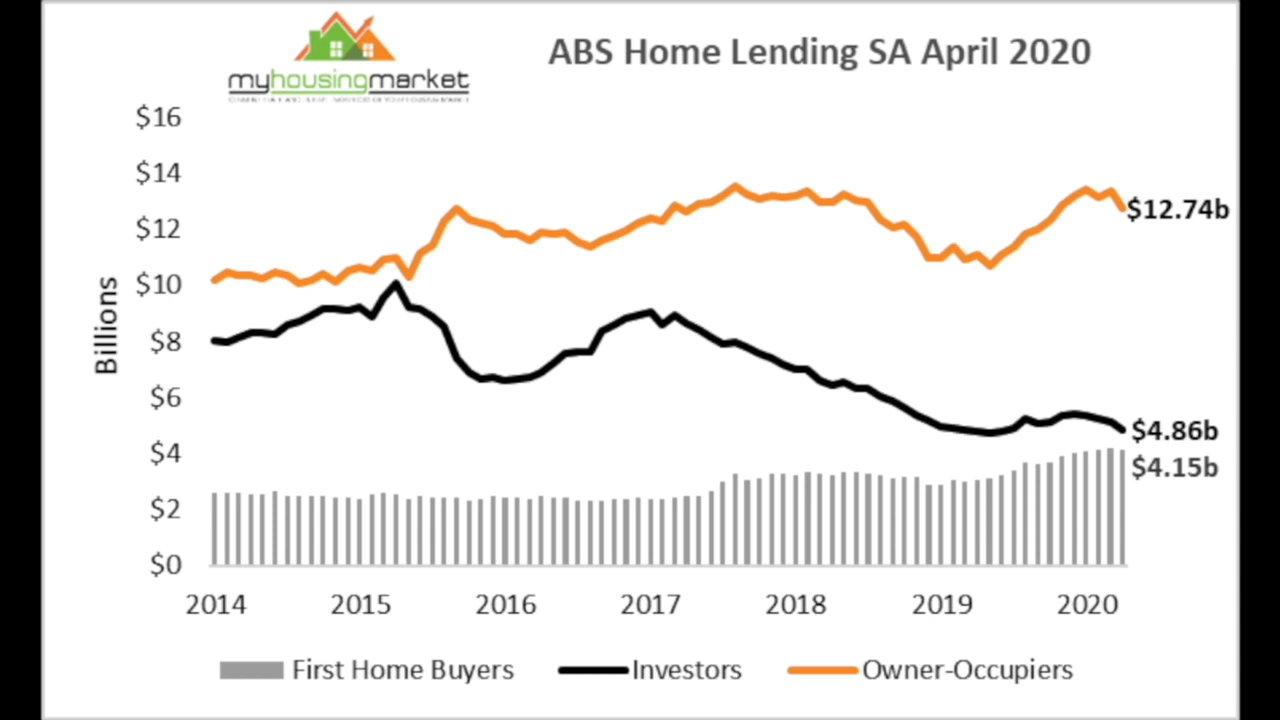 myhousingmarket
ABS Home Lending SA April 2020
$16
$14
$12
$10
$8
$6
$4
$2
$0
Billions
$12.74b
$4.86b
$4.15b
2014 2015 2016 2017 2018 2019 2020
First Home Buyers Investors Owner-Occupiers